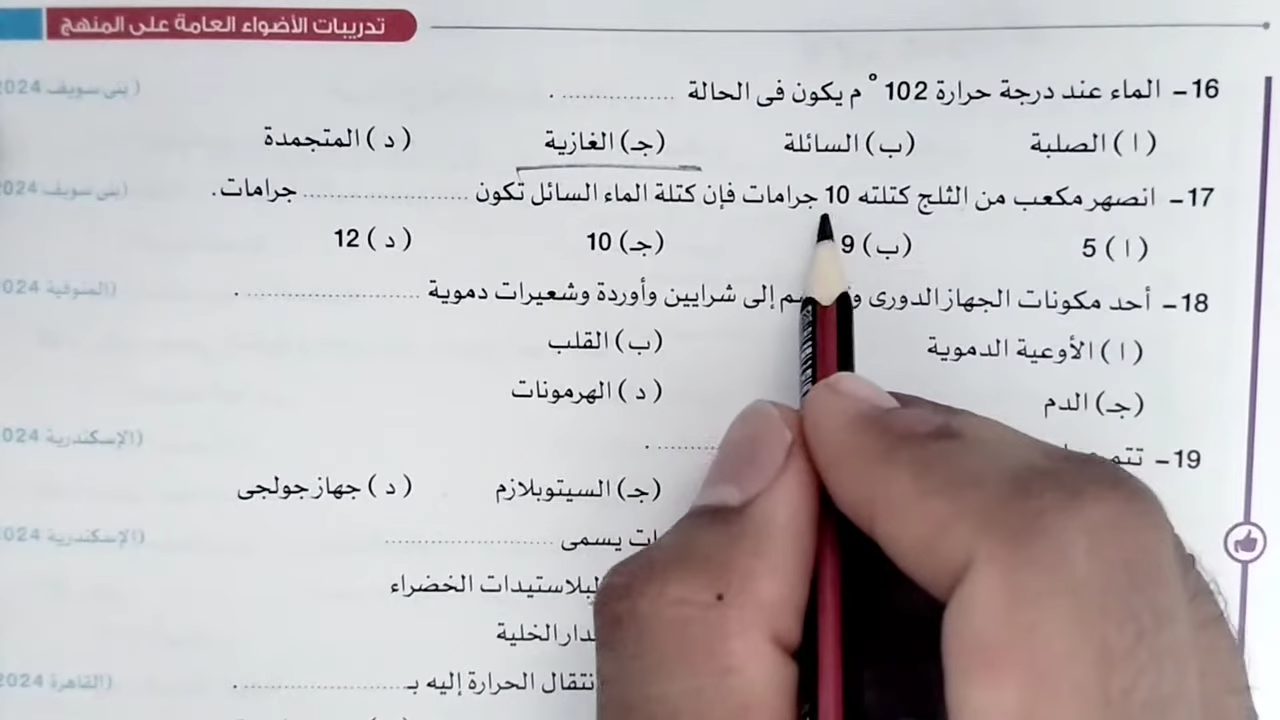 تدريبات الأضواء العامة على المنهج
16- الماء عند درجة حرارة 102 ° م يكون فى الحالة .............. . (بنى سويف 2024
( ا ) الصلبة (ب) السائلة (جـ) الغازية ( د ) المتجمدة
17- انصهر مكعب من الثلج كتلته 10 جرامات فإن كتلة الماء السائل تكون .............. جرامات. (بنى سويف 2024
( ا ) 5 (ب) 9 (جـ) 10 ( د ) 12
18- أحد مكونات الجهاز الدورى إلى شرايين وأوردة وشعيرات دموية .............. . (المنوفية 2024
( ا ) الأوعية الدموية (ب) القلب
(جـ) الدم ( د ) الهرمونات
19- .............. . (الإسكندرية 2024
(جـ) السيتوبلازم ( د ) جهاز جولجى
يسمى .............. (الإسكندرية 2024
البلاستيدات الخضراء
الخلية
الحرارة إليه بـ .............. . (القاهرة 2024